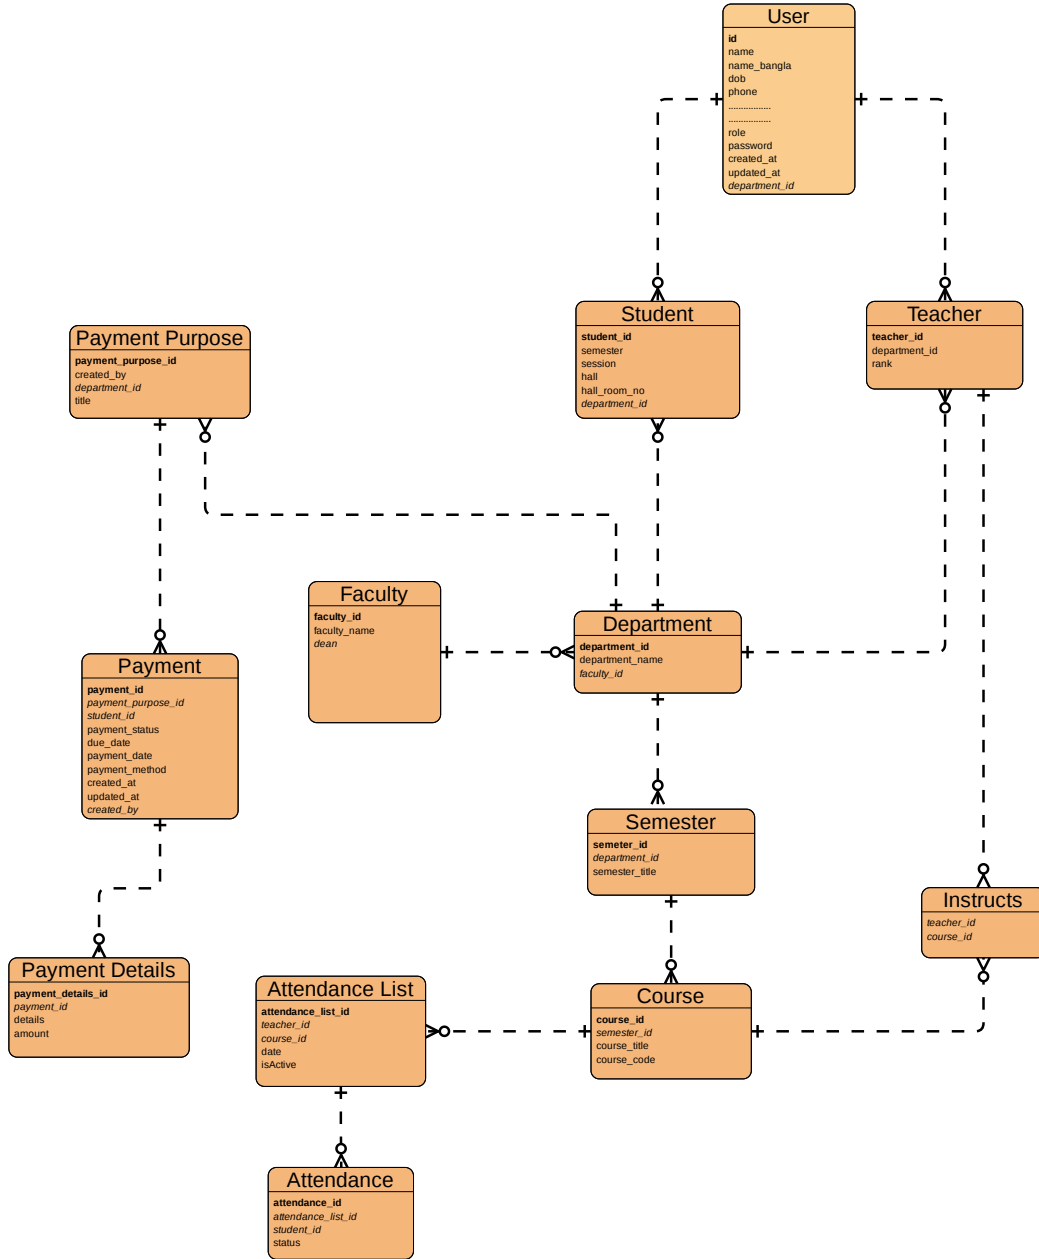 User
id
name
name_bangla
dob
phone
.................
.................
role
password
created_at
updated_at
department_id
Student
student_id
semester
session
hall
hall_room_no
department_id
Teacher
teacher_id
department_id
rank
Payment Purpose
payment_purpose_id
created_by
department_id
title
Faculty
faculty_id
faculty_name
dean
Department
department_id
department_name
faculty_id
Payment
payment_id
payment_purpose_id
student_id
payment_status
due_date
payment_date
payment_method
created_at
updated_at
created_by
Semester
semeter_id
department_id
semester_title
Instructs
teacher_id
course_id
Payment Details
payment_details_id
payment_id
details
amount
Attendance List
attendance_list_id
teacher_id
course_id
date
isActive
Course
course_id
semester_id
course_title
course_code
Attendance
attendance_id
attendance_list_id
student_id
status